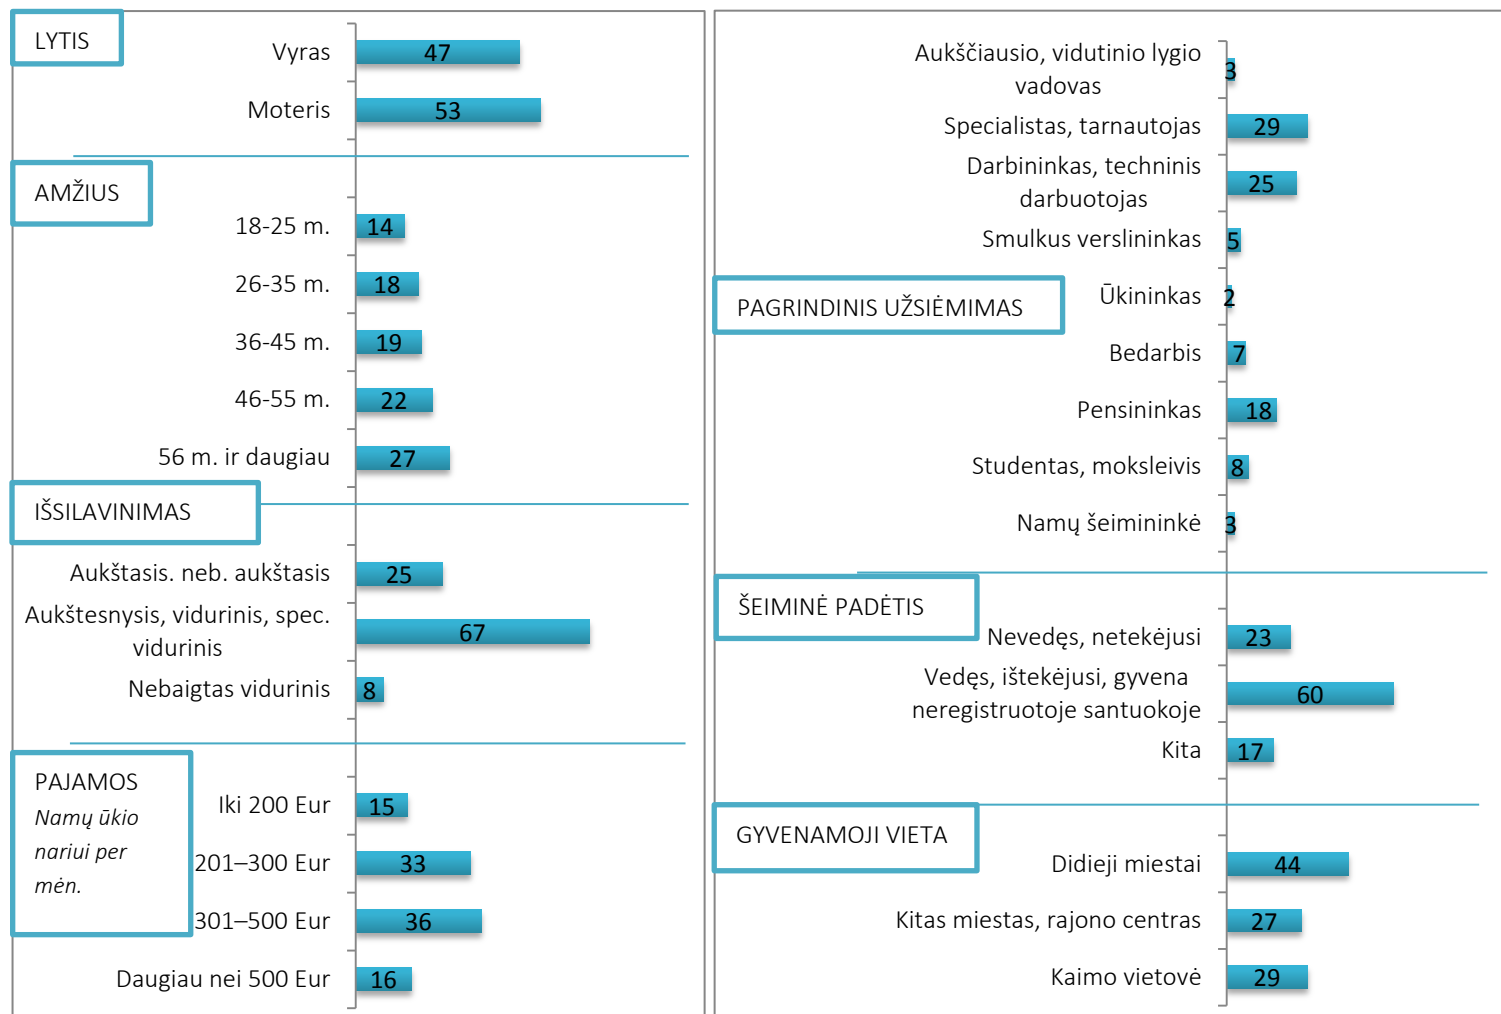 LYTIS
Vyras 47
Moteris 53
AMŽIUS
18-25 m. 14
26-35 m. 18
36-45 m. 19
46-55 m. 22
56 m. ir daugiau 27
IŠSILAVINIMAS
Aukštasis. neb. aukštasis 25
Aukštesnysis, vidurinis, spec.
vidurinis 67
Nebaigtas vidurinis 8
PAJAMOS
Namų ūkio
nariui per
mėn.
Iki 200 Eur 15
201–300 Eur 33
301–500 Eur 36
Daugiau nei 500 Eur 16
Aukščiausio, vidutinio lygio
vadovas 3
Specialistas, tarnautojas 29
Darbininkas, techninis
darbuotojas 25
Smulkus verslininkas 5
PAGRINDINIS UŽSIĖMIMAS
Ūkininkas 2
Bedarbis 7
Pensininkas 18
Studentas, moksleivis 8
Namų šeimininkė 3
ŠEIMINĖ PADĖTIS
Nevedęs, netekėjusi 23
Vedęs, ištekėjusi, gyvena
neregistruotoje santuokoje 60
Kita 17
GYVENAMOJI VIETA
Didieji miestai 44
Kitas miestas, rajono centras 27
Kaimo vietovė 29